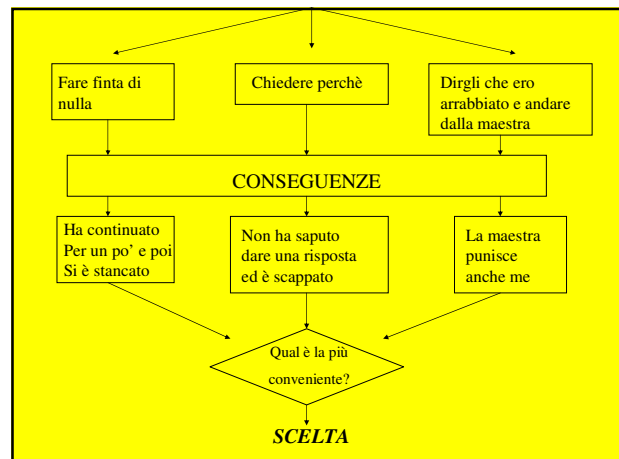 Fare finta di
nulla
Chiedere perchè
Dirgli che ero
arrabbiato e andare
dalla maestra
CONSEGUENZE
Ha continuato
Per un po' e poi
Si è stancato
Non ha saputo
dare una risposta
ed è scappato
La maestra
punisce
anche me
Qual è la più
conveniente?
SCELTA